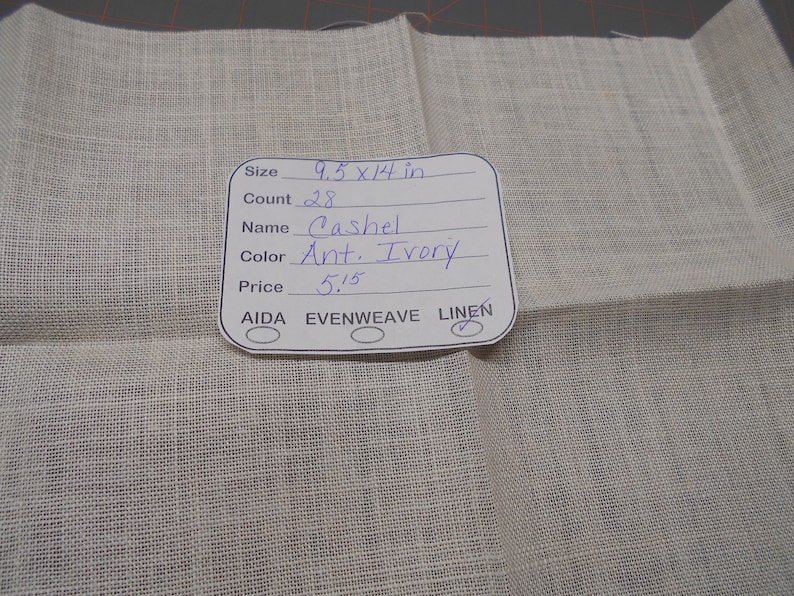 Size 9.5 x 14 in
Count 28
Name Cashel
Color Ant. Ivory
Price 5.15
AIDA EVENWEAVE LINEN